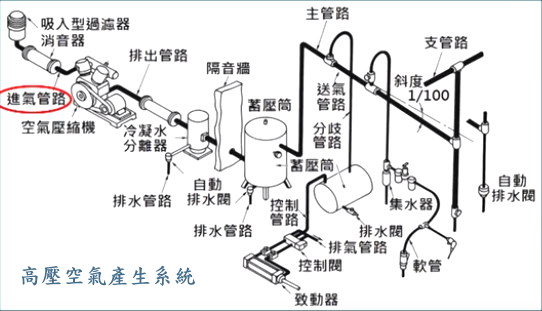 吸入型過濾器
消音器
進氣管路
空氣壓縮機
排出管路
冷凝水
分離器
隔音牆
排水管路
自動
排水閥
蓄壓筒
蓄壓筒
排水管路
主管路
送氣
管路
分歧
管路
斜度
1/100
支管路
控制
管路
集水器
自動
排水閥
排水閥
排氣管路
控制閥
軟管
致動器
高壓空氣產生系統